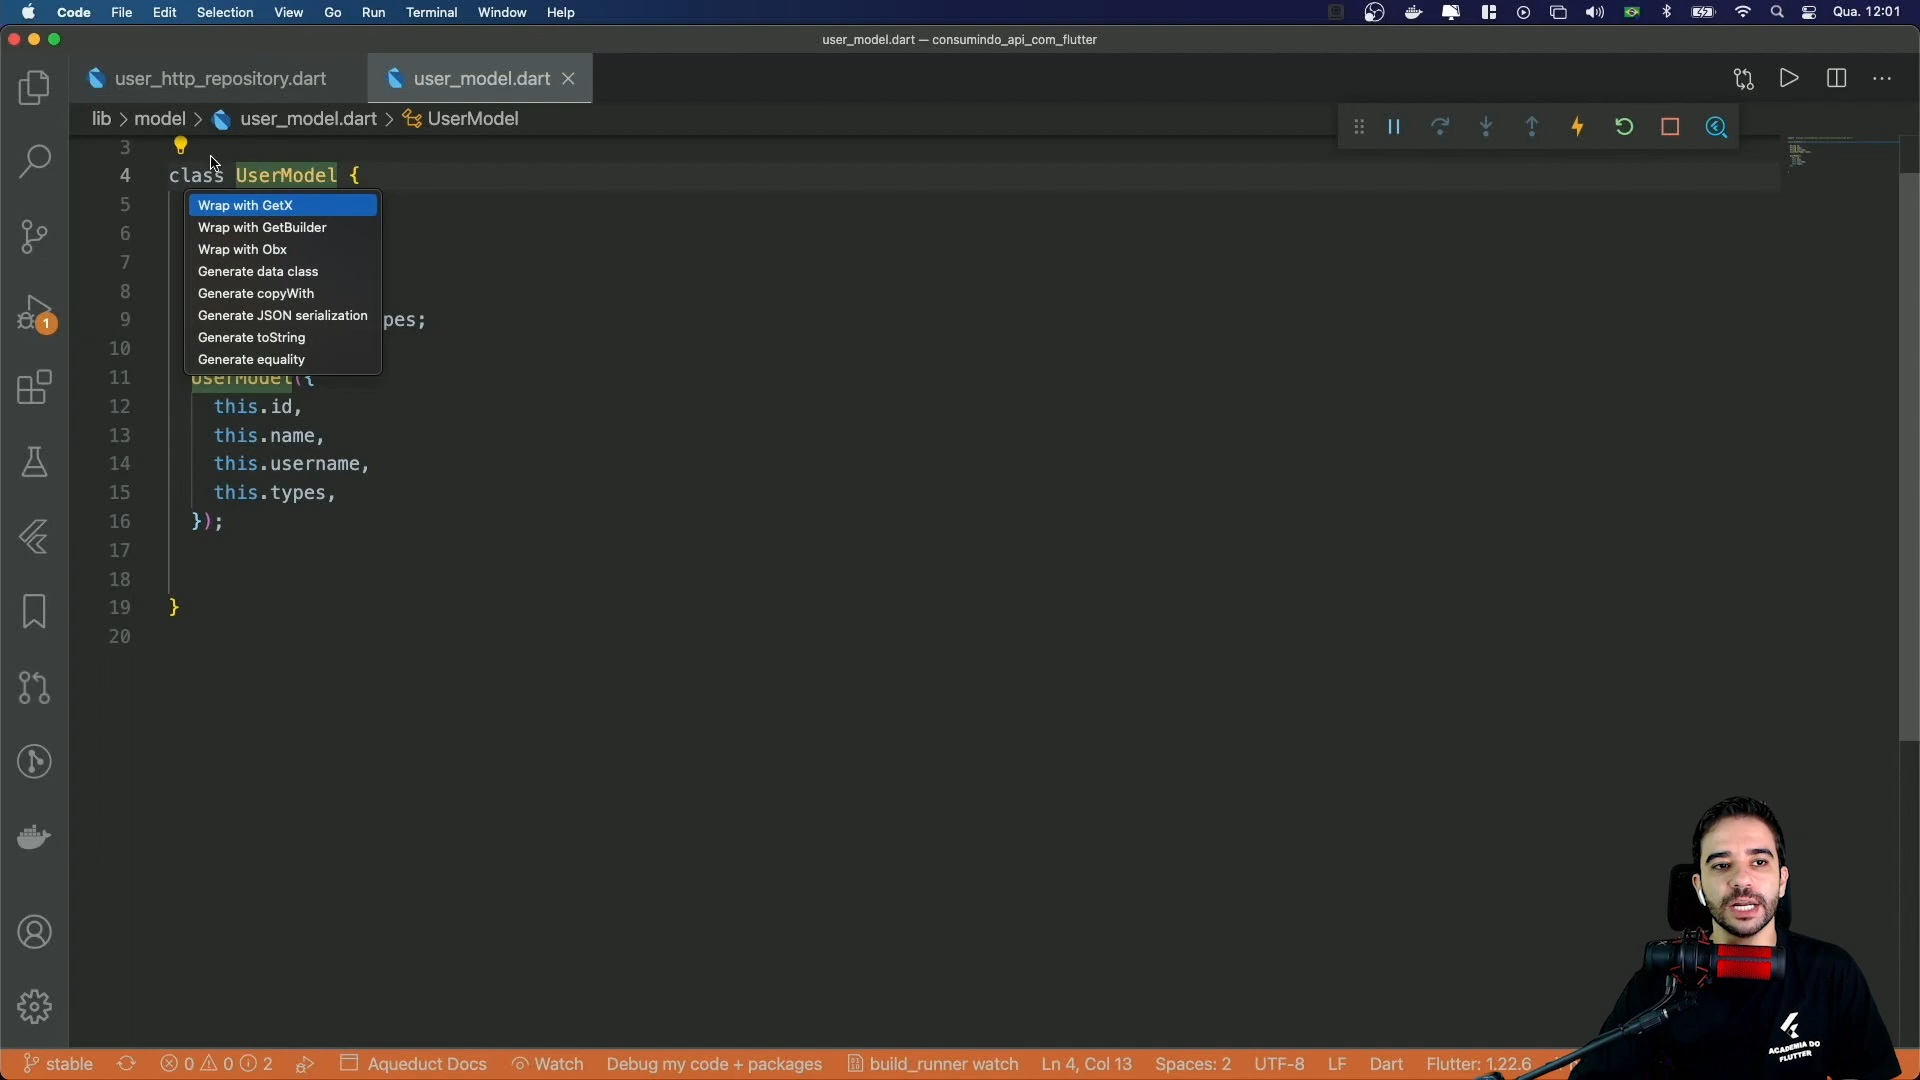 Code File Edit Selection View Go Run Terminal Window Help Qua. 12:01
user_model.dart — consumindo_api_com_flutter
user_http_repository.dart user_model.dart
lib > model > user_model.dart > UserModel
3
4 class UserModel {
5 Wrap with GetX
6 Wrap with GetBuilder
7 Wrap with Obx
Generate data class
8 Generate copyWith
9 Generate JSON serialization pes;
10 Generate toString
Generate equality
11 UserModel({
12 this.id,
13 this.name,
14 this.username,
15 this.types,
16 });
17
18
19 }
20
1
ACADEMIA DO
FLUTTER
stable 0 0 2 Aqueduct Docs Watch Debug my code + packages build_runner watch Ln 4, Col 13 Spaces: 2 UTF-8 LF Dart Flutter: 1.22.6